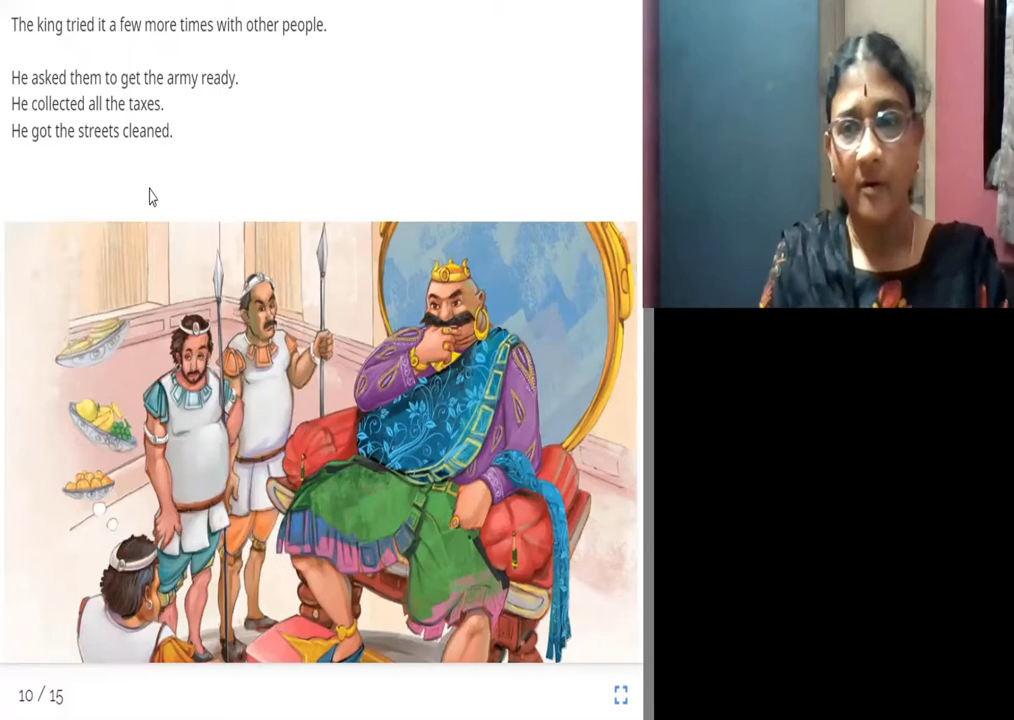 The king tried it a few more times with other people.
He asked them to get the army ready.
He collected all the taxes.
He got the streets cleaned.
10 / 15